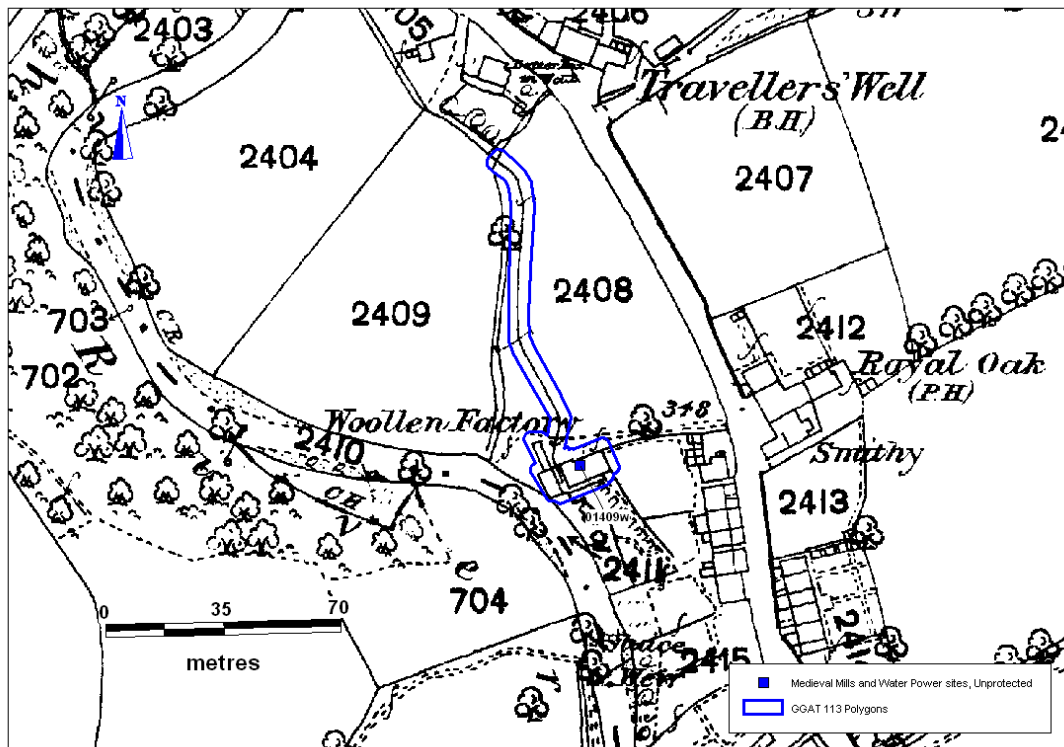 2403
2405
2406
N
Travellers' Well
(B.H)
2404
2407
2409
2408
703
C R
702
2412
Royal Oak
(P.H)
Woollen Factory
348
2410
Smithy
C R
2413
01409w
2411
704
2415
0 35 70
metres
Medieval Mills and Water Power sites, Unprotected
GGAT 113 Polygons